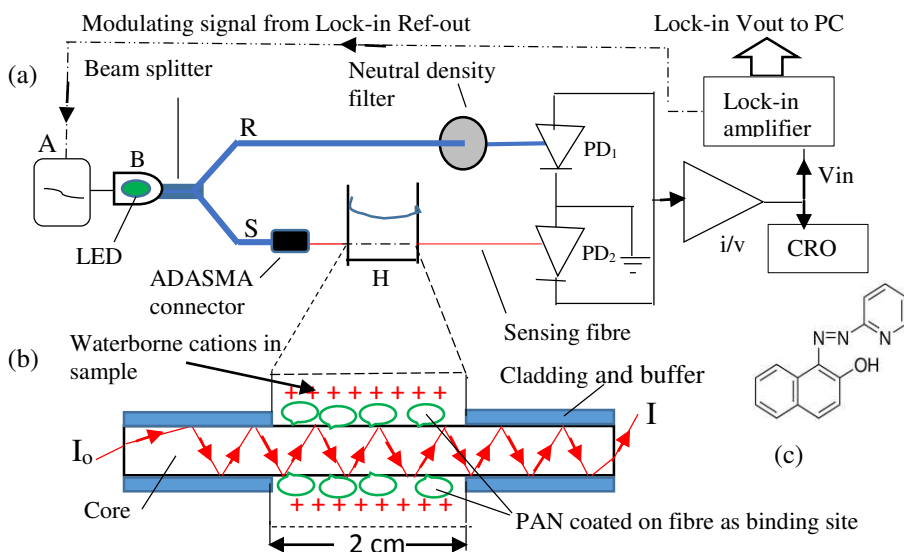 Modulating signal from Lock-in Ref-out
Lock-in Vout to PC
(a)
Beam splitter
Neutral density
filter
Lock-in
amplifier
A
B
R
PD1
Vin
LED
S
ADASMA
connector
H
PD2
i/v
CRO
Sensing fibre
(b)
Waterborne cations in
sample
+ + + + + + +
Cladding and buffer
N=N
N
OH
(c)
Io
I
Core
+ + + + + + + +
PAN coated on fibre as binding site
2 cm